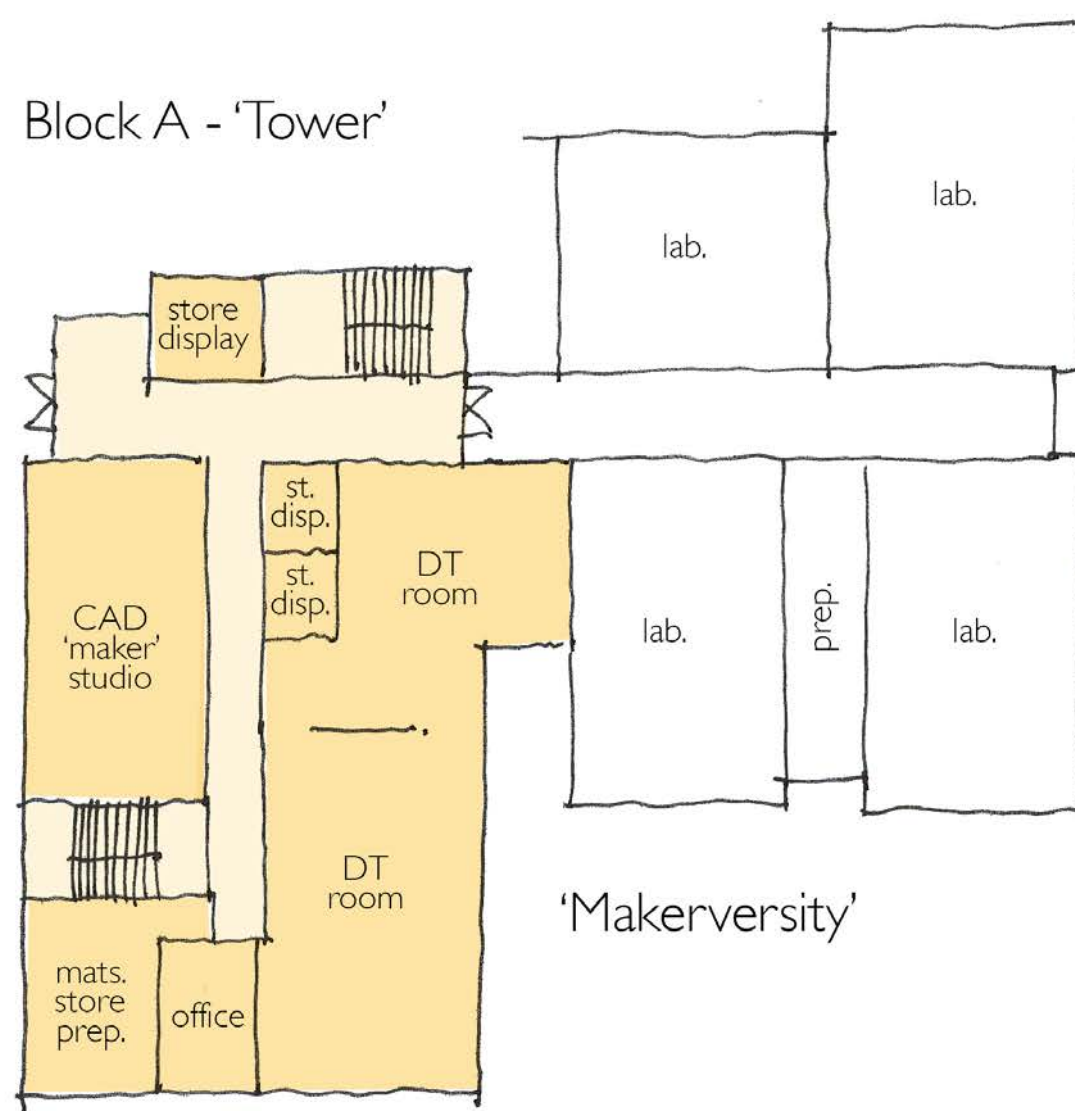 Block A - ‘Tower’
lab.
lab.
store
display
st.
disp.
st.
disp.
DT
room
CAD
‘maker’
studio
lab.
prep.
lab.
DT
room
‘Makerversity’
mats.
store
prep.
office